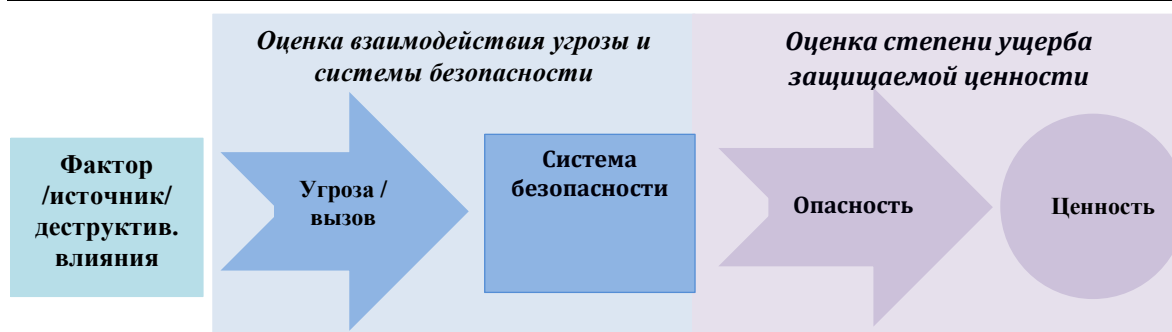 Оценка взаимодействия угрозы и
системы безопасности
Оценка степени ущерба
защищаемой ценности
Фактор
/источник/
деструктив.
влияния
Угроза /
вызов
Система
безопасности
Опасность
Ценность